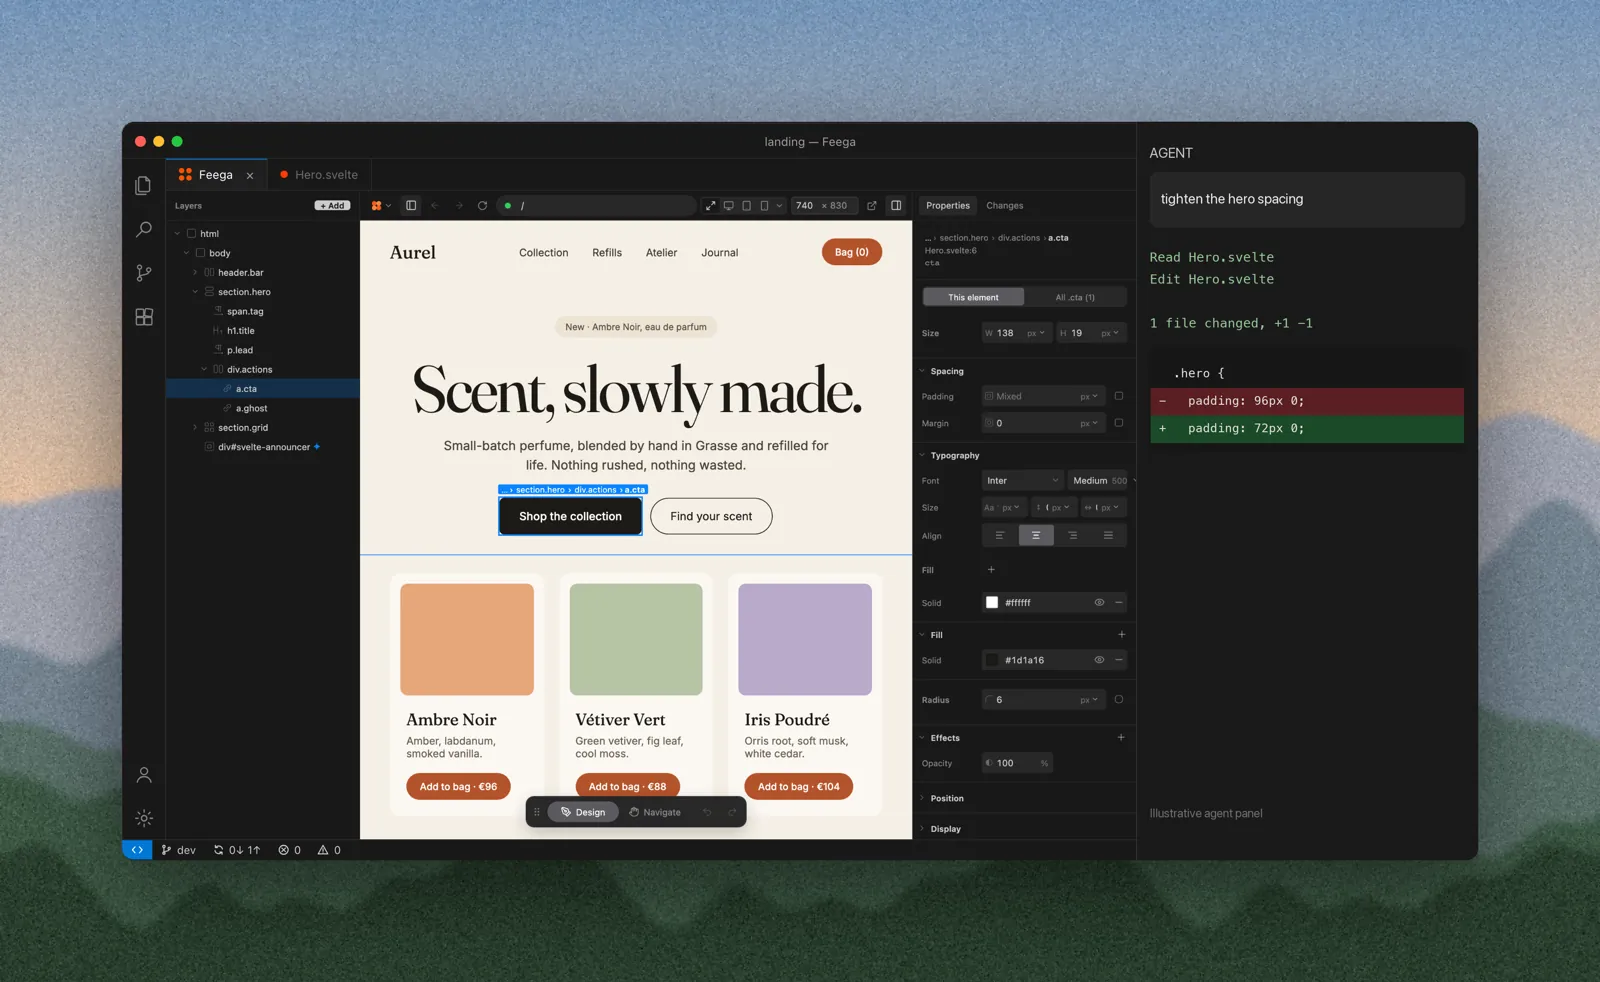 landing — Feega
Feega
Hero.svelte
Layers
+ Add
html
body
header.bar
section.hero
span.tag
H1 h1.title
p.lead
div.actions
a.cta
a.ghost
section.grid
div#svelte-announcer
/
740 × 830
Aurel
Collection
Refills
Atelier
Journal
Bag (0)
New · Ambre Noir, eau de parfum
Scent, slowly made.
Small-batch perfume, blended by hand in Grasse and refilled for
life. Nothing rushed, nothing wasted.
... › section.hero › div.actions › a.cta
Shop the collection
Find your scent
Ambre Noir
Amber, labdanum,
smoked vanilla.
Add to bag · €96
Vétiver Vert
Green vetiver, fig leaf,
cool moss.
Add to bag · €88
Iris Poudré
Orris root, soft musk,
white cedar.
Add to bag · €104
Design
Navigate
Properties
Changes
... › section.hero › div.actions › a.cta
Hero.svelte:6
cta
This element
All .cta (1)
Size
W 138 px
H 19 px
Spacing
Padding
Mixed px
Margin
0 px
Typography
Font
Inter
Medium 500
Size
Aa px
px
px
Align
Fill
Solid
#ffffff
Fill
Solid
#1d1a16
Radius
6 px
Effects
Opacity
100 %
Position
Display
AGENT
tighten the hero spacing
Read Hero.svelte
Edit Hero.svelte
1 file changed, +1 -1
.hero {
- padding: 96px 0;
+ padding: 72px 0;
Illustrative agent panel
dev
0↓ 1↑
0
0